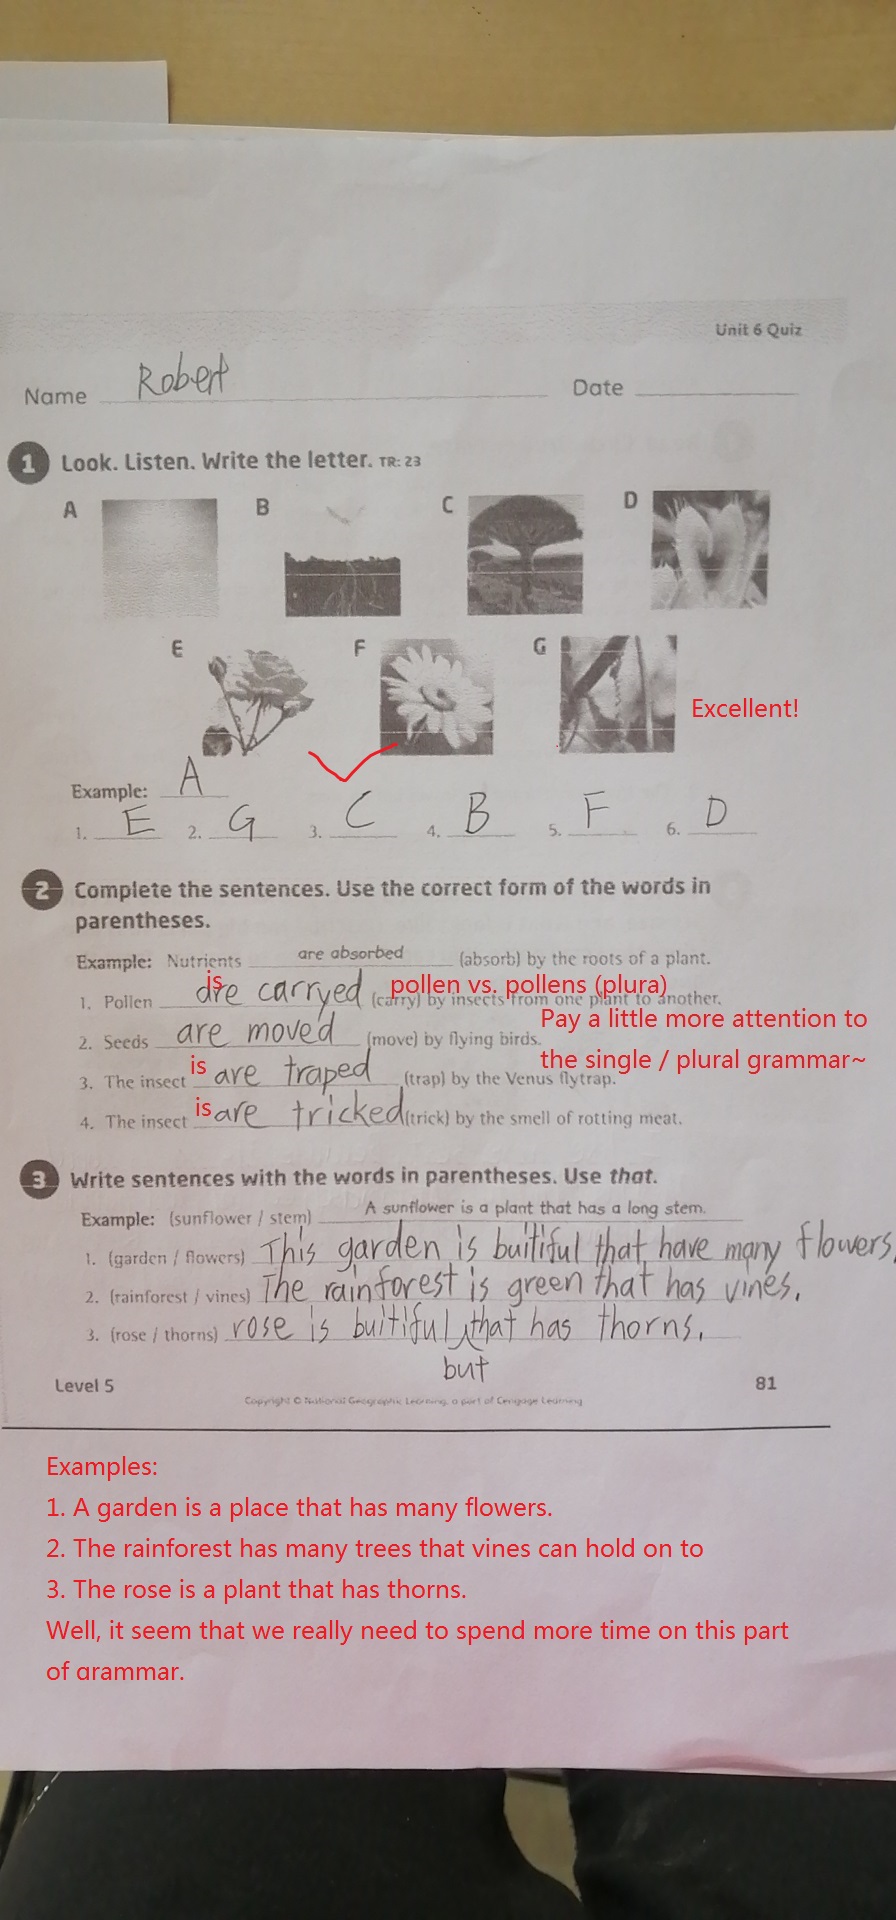 Unit 6 Quiz
Name Robert Date
1 Look. Listen. Write the letter. TR: 23
A B C D
E F G
Excellent!
Example: A
1. E 2. G 3. C 4. B 5. F 6. D
2 Complete the sentences. Use the correct form of the words in
parentheses.
Example: Nutrients are absorbed (absorb) by the roots of a plant.
is pollen vs. pollens (plura)
1. Pollen are carryed (carry) by insects from one plant to another.
Pay a little more attention to
2. Seeds are moved (move) by flying birds.
the single / plural grammar~
is
3. The insect are traped (trap) by the Venus flytrap.
is
4. The insect are tricked (trick) by the smell of rotting meat.
3 Write sentences with the words in parentheses. Use that.
Example: (sunflower / stem) A sunflower is a plant that has a long stem.
1. (garden / flowers) This garden is buitiful that have many flowers.
2. (rainforest / vines) The rainforest is green that has vines.
3. (rose / thorns) rose is buitiful, that has thorns.
but
Level 5 81
Copyright © National Geographic Learning, a part of Cengage Learning
Examples:
1. A garden is a place that has many flowers.
2. The rainforest has many trees that vines can hold on to
3. The rose is a plant that has thorns.
Well, it seem that we really need to spend more time on this part
of grammar.